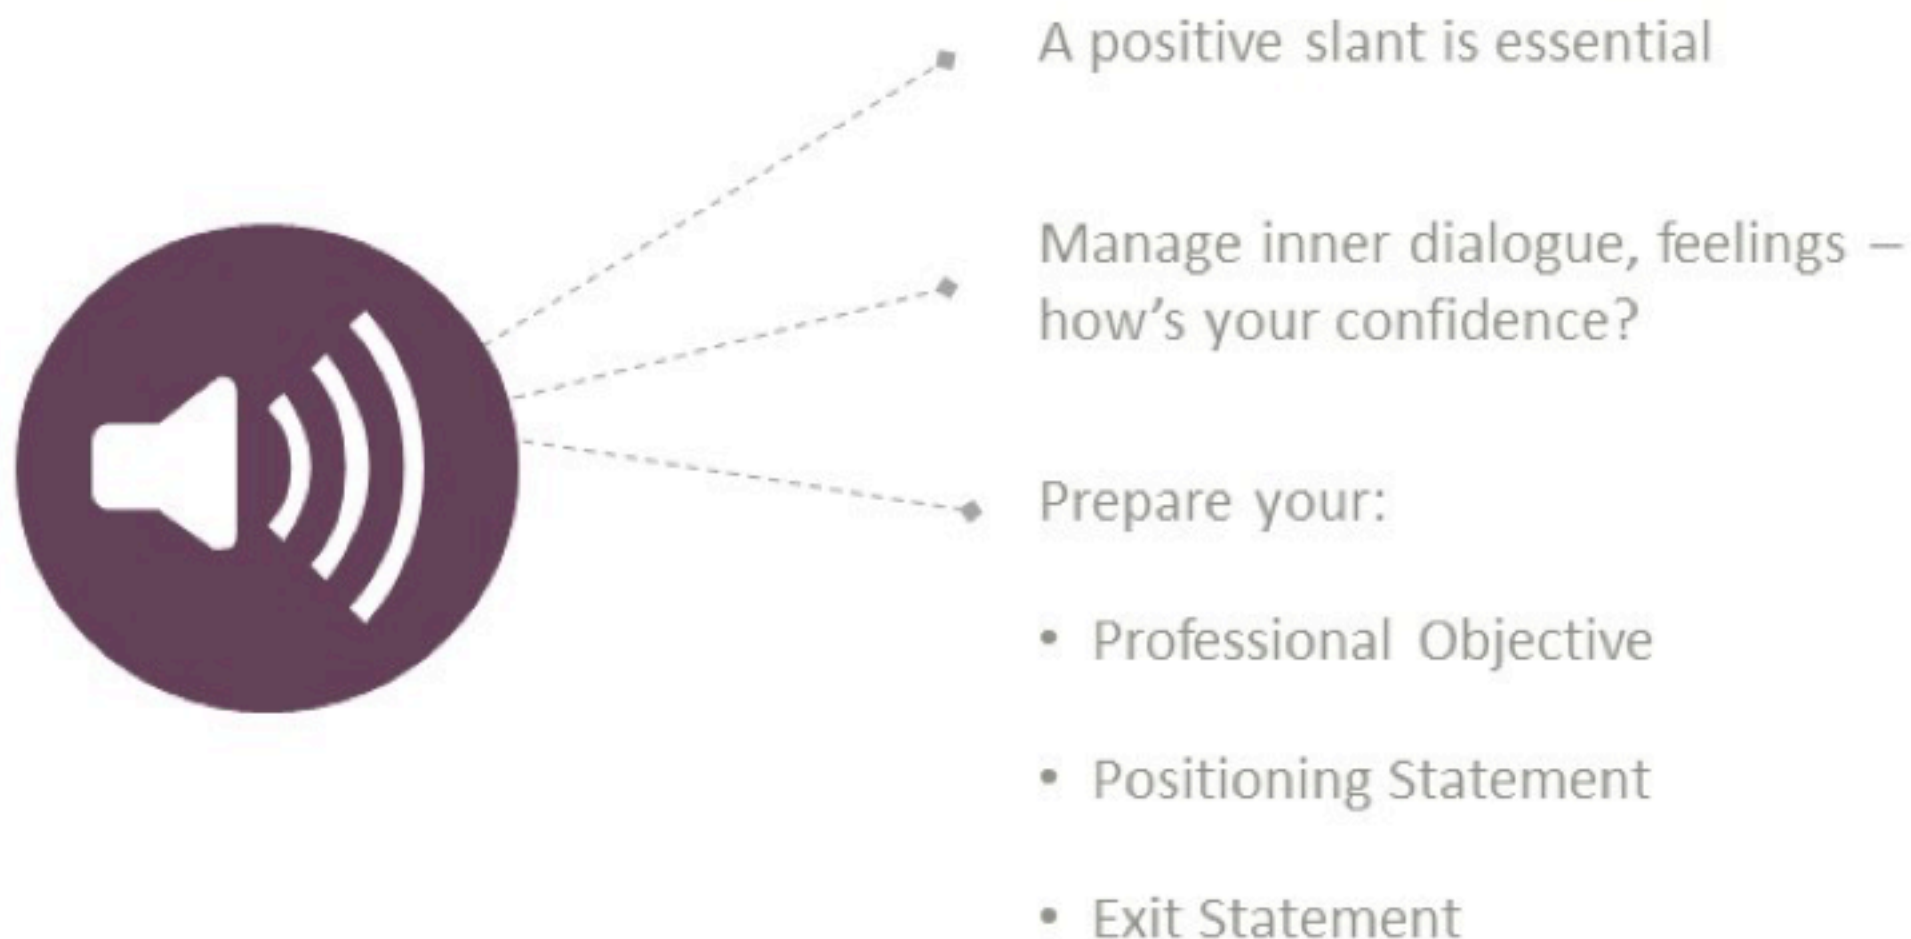 A positive slant is essential
Manage inner dialogue, feelings –
how’s your confidence?
Prepare your:
• Professional Objective
• Positioning Statement
• Exit Statement